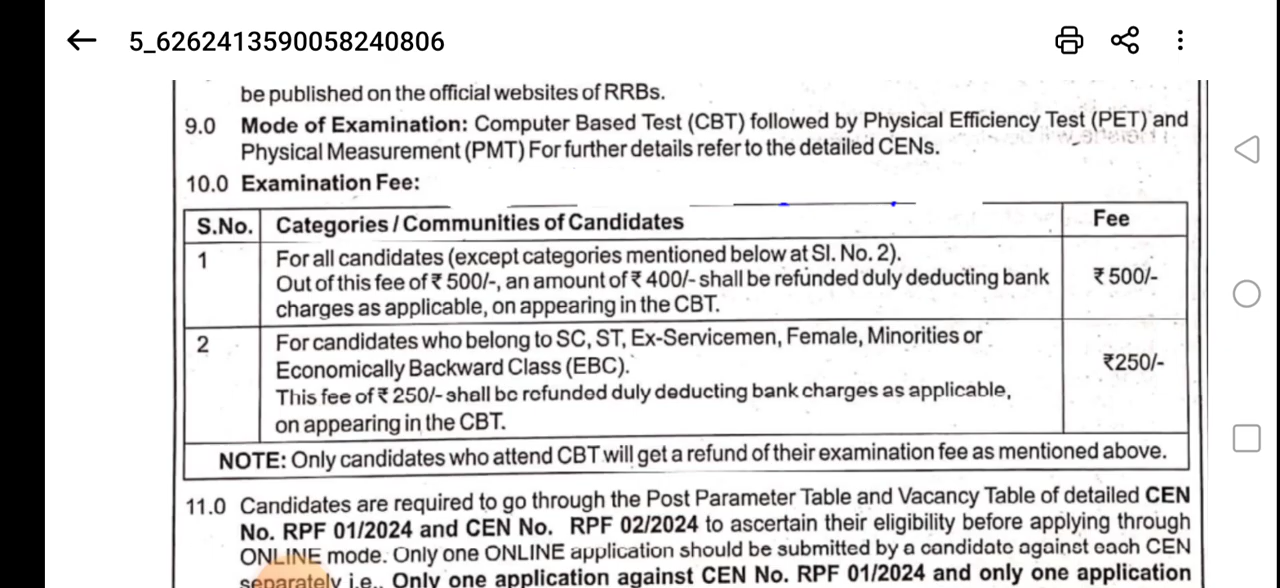 5_6262413590058240806
be published on the official websites of RRBs.
9.0 Mode of Examination: Computer Based Test (CBT) followed by Physical Efficiency Test (PET) and
Physical Measurement (PMT) For further details refer to the detailed CENs.
10.0 Examination Fee:
S.No. Categories / Communities of Candidates Fee
1 For all candidates (except categories mentioned below at SI. No. 2).
Out of this fee of ₹ 500/-, an amount of ₹ 400/- shall be refunded duly deducting bank ₹ 500/-
charges as applicable, on appearing in the CBT.
2 For candidates who belong to SC, ST, Ex-Servicemen, Female, Minorities or
Economically Backward Class (EBC). ₹250/-
This fee of ₹ 250/- shall be refunded duly deducting bank charges as applicable,
on appearing in the CBT.
NOTE: Only candidates who attend CBT will get a refund of their examination fee as mentioned above.
11.0 Candidates are required to go through the Post Parameter Table and Vacancy Table of detailed CEN
No. RPF 01/2024 and CEN No. RPF 02/2024 to ascertain their eligibility before applying through
ONLINE mode. Only one ONLINE application should be submitted by a candidate against each CEN
separately i.e., Only one application against CEN No. RPF 01/2024 and only one application